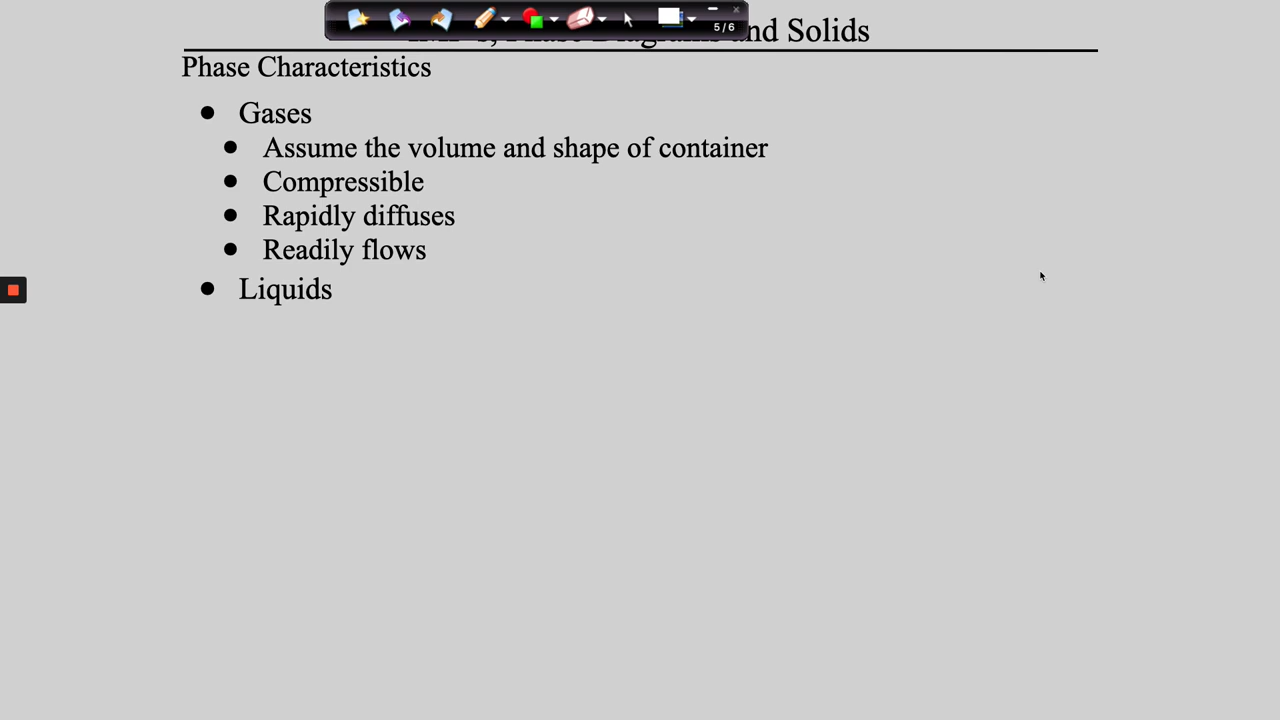 5/6
and Solids
Phase Characteristics
• Gases
• Assume the volume and shape of container
• Compressible
• Rapidly diffuses
• Readily flows
• Liquids